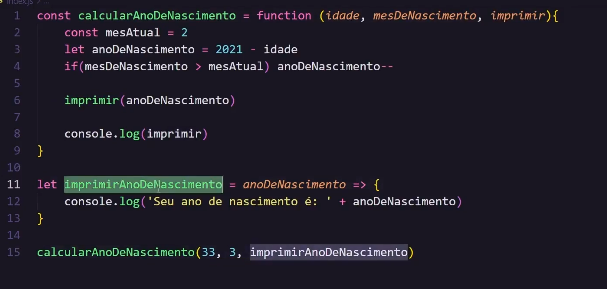 index.js > ...
1 const calcularAnoDeNascimento = function (idade, mesDeNascimento, imprimir){
2 const mesAtual = 2
3 let anoDeNascimento = 2021 - idade
4 if(mesDeNascimento > mesAtual) anoDeNascimento--
5
6 imprimir(anoDeNascimento)
7
8 console.log(imprimir)
9 }
10
11 let imprimirAnoDeNascimento = anoDeNascimento => {
12 console.log('Seu ano de nascimento é: ' + anoDeNascimento)
13 }
14
15 calcularAnoDeNascimento(33, 3, imprimirAnoDeNascimento)